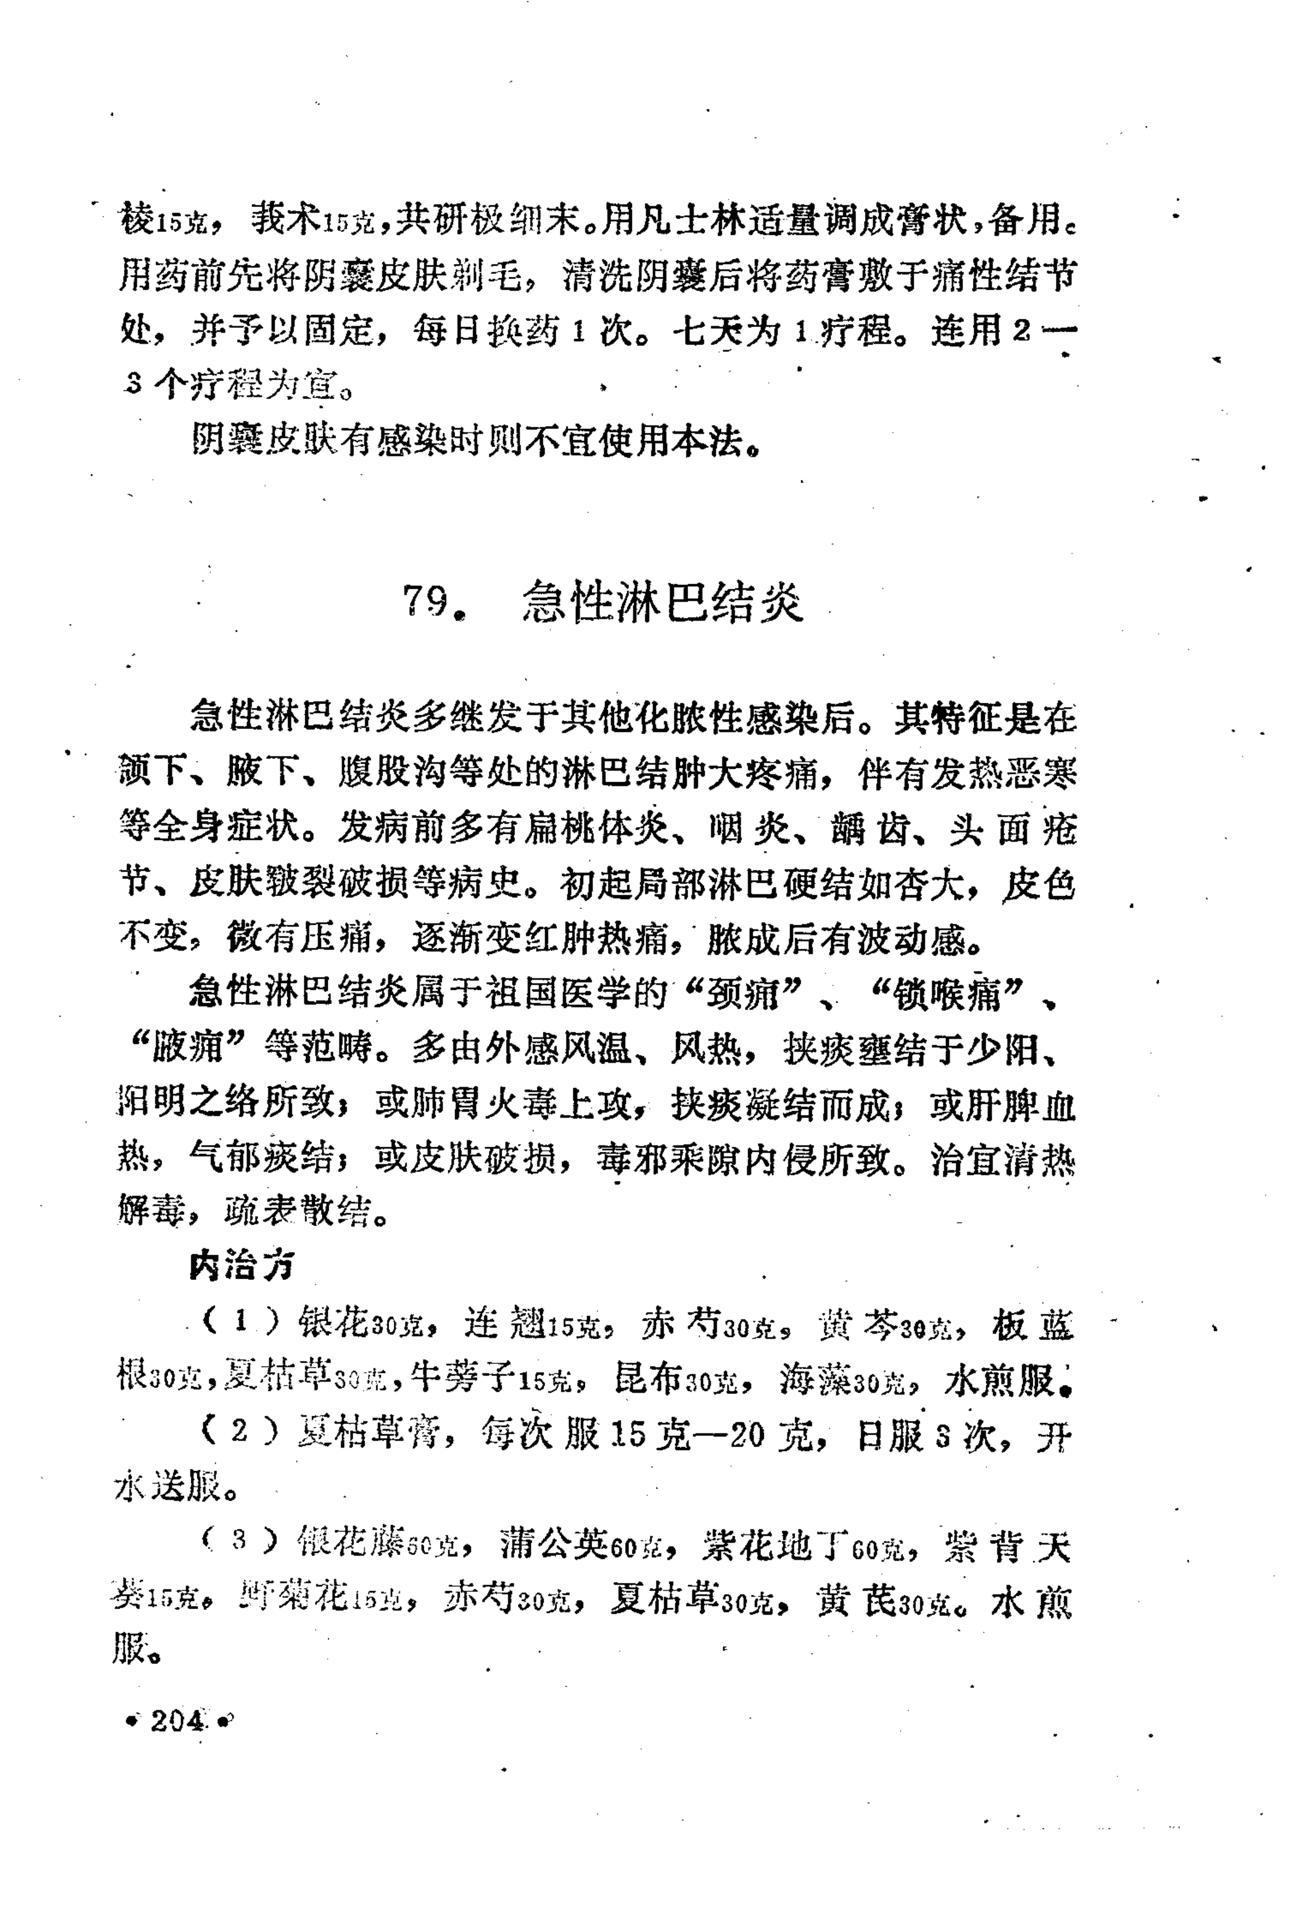 棱15克，莪术15克，共研极细末。用凡士林适量调成膏状，备用。
用药前先将阴囊皮肤剃毛，清洗阴囊后将药膏敷于痛性结节
处，并予以固定，每日换药1次。七天为1疗程。连用2—
3个疗程为宜。
阴囊皮肤有感染时则不宜使用本法。
79. 急性淋巴结炎
急性淋巴结炎多继发于其他化脓性感染后。其特征是在
颌下、腋下、腹股沟等处的淋巴结肿大疼痛，伴有发热恶寒
等全身症状。发病前多有扁桃体炎、咽炎、龋齿、头面疮
节、皮肤皲裂破损等病史。初起局部淋巴硬结如杏大，皮色
不变，微有压痛，逐渐变红肿热痛，脓成后有波动感。
急性淋巴结炎属于祖国医学的“颈痈”、“锁喉痛”、
“腋痈”等范畴。多由外感风温、风热，挟痰壅结于少阳、
阳明之络所致；或肺胃火毒上攻，挟痰凝结而成；或肝脾血
热，气郁痰结；或皮肤破损，毒邪乘隙内侵所致。治宜清热
解毒，疏表散结。
内治方
（1）银花30克，连翘15克，赤芍30克，黄芩30克，板蓝
根30克，夏枯草30克，牛蒡子15克，昆布30克，海藻30克，水煎服。
（2）夏枯草膏，每次服15克—20克，日服3次，开
水送服。
（3）银花藤60克，蒲公英60克，紫花地丁60克，紫背天
葵15克，野菊花15克，赤芍30克，夏枯草30克，黄芪30克。水煎
服。
•204•